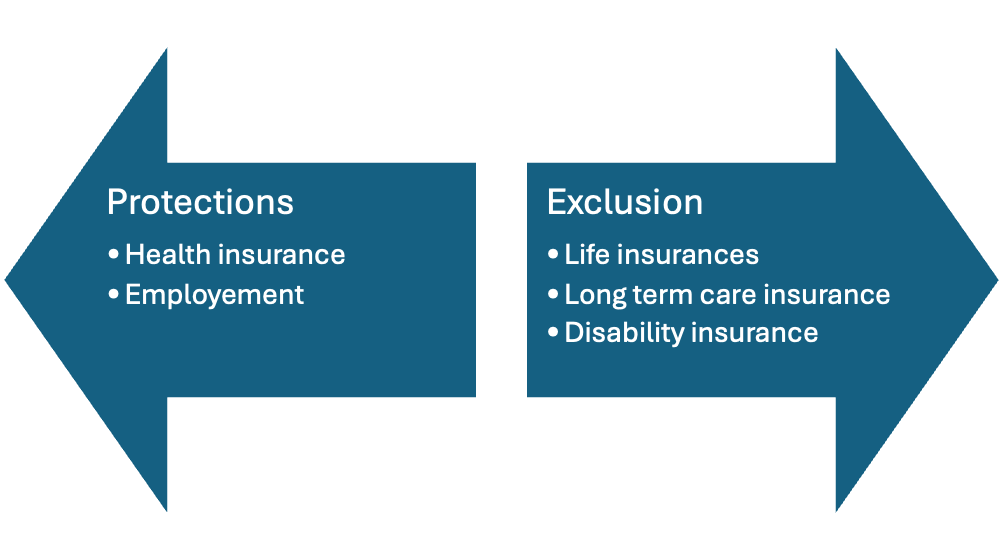 Protections
• Health insurance
• Employement
Exclusion
• Life insurances
• Long term care insurance
• Disability insurance